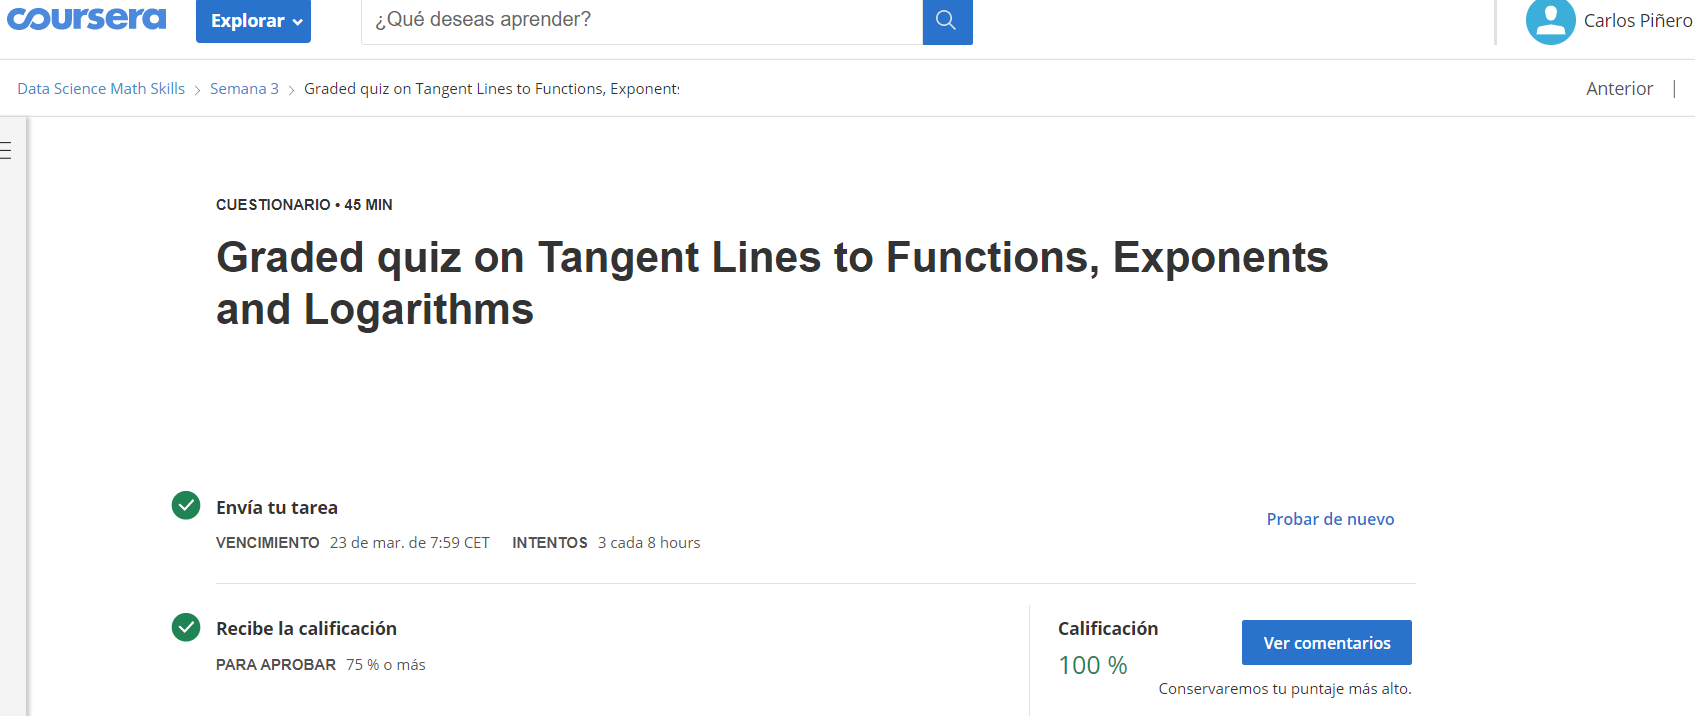 coursera
Explorar
¿Qué deseas aprender?
Carlos Piñero
Data Science Math Skills > Semana 3 > Graded quiz on Tangent Lines to Functions, Exponents
Anterior |
CUESTIONARIO • 45 MIN
Graded quiz on Tangent Lines to Functions, Exponents
and Logarithms
Envía tu tarea
Probar de nuevo
VENCIMIENTO 23 de mar. de 7:59 CET INTENTOS 3 cada 8 hours
Recibe la calificación
PARA APROBAR 75 % o más
Calificación
100 %
Ver comentarios
Conservaremos tu puntaje más alto.